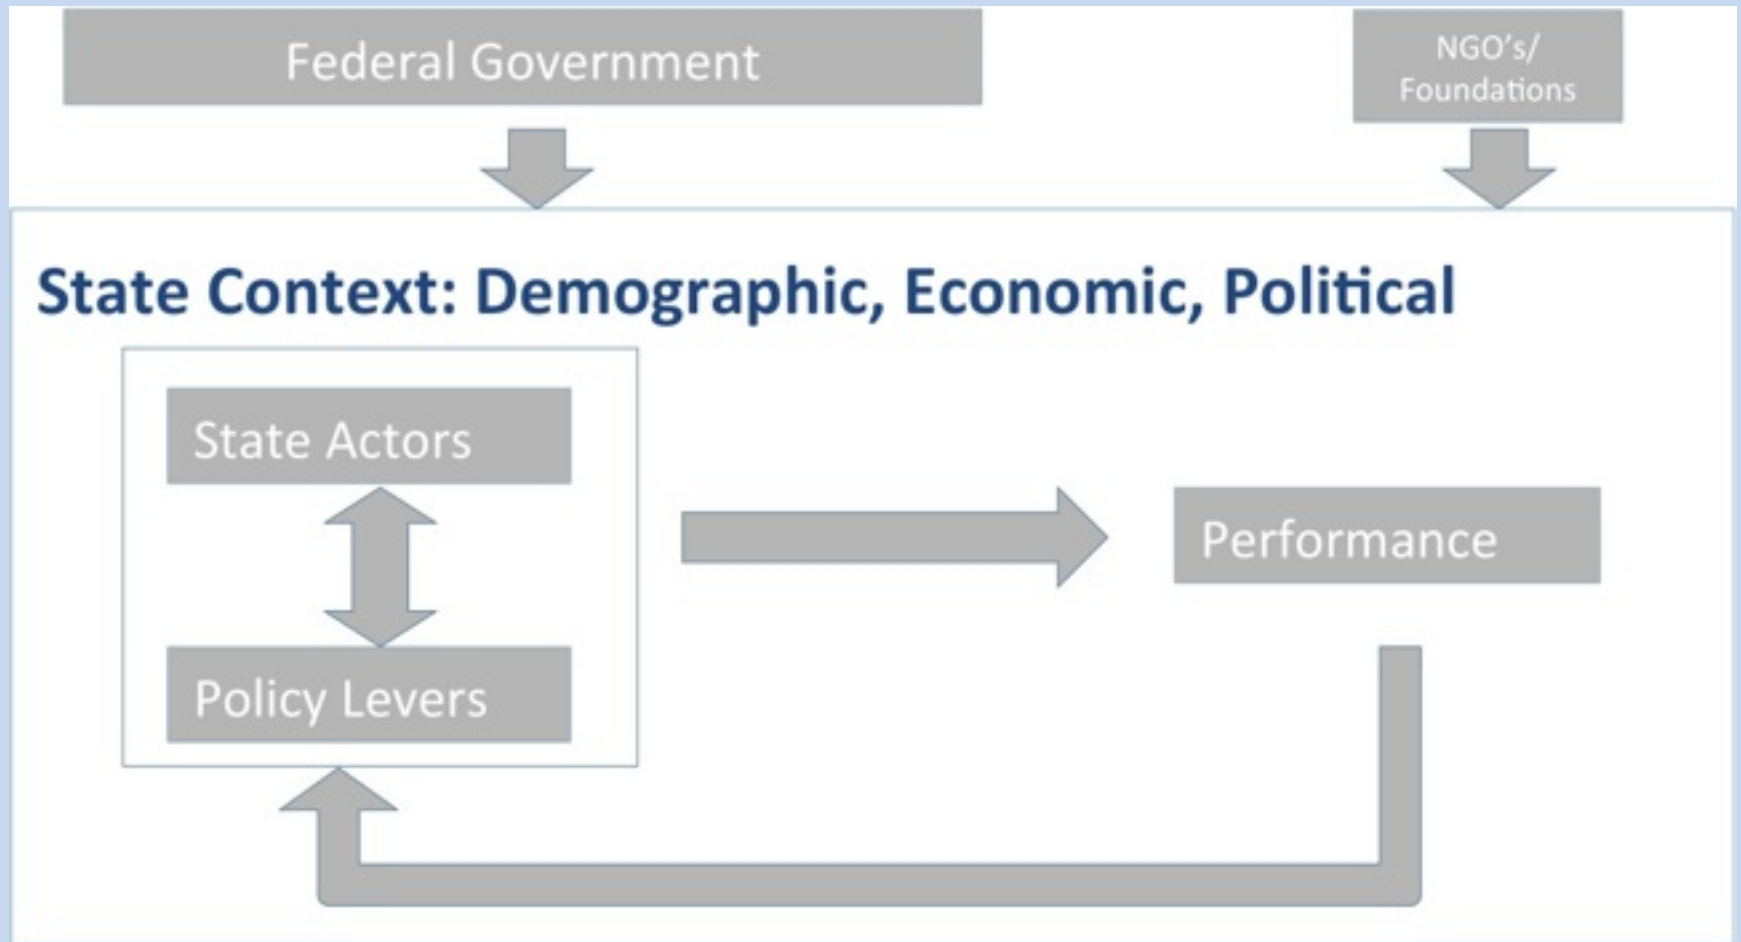 Federal Government
NGO's/
Foundations
State Context: Demographic, Economic, Political
State Actors
Performance
Policy Levers